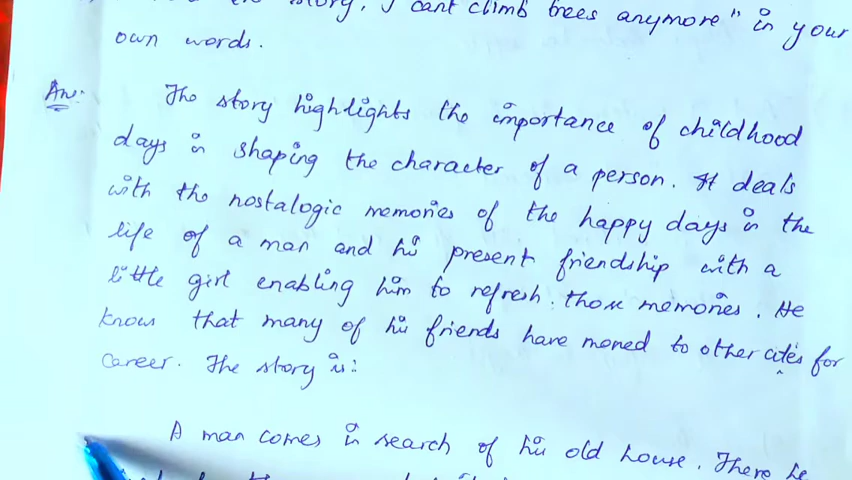 the story, I cant climb trees anymore" in your
own words.
Ans:
The story highlights the importance of childhood
days in shaping the character of a person. It deals
with the nostalogic memories of the happy days in the
life of a man and his present friendship with a
little girl enabling him to refresh those memories. He
know that many of his friends have moned to other cites for
career. The story is:
A man comes in search of his old house. There he